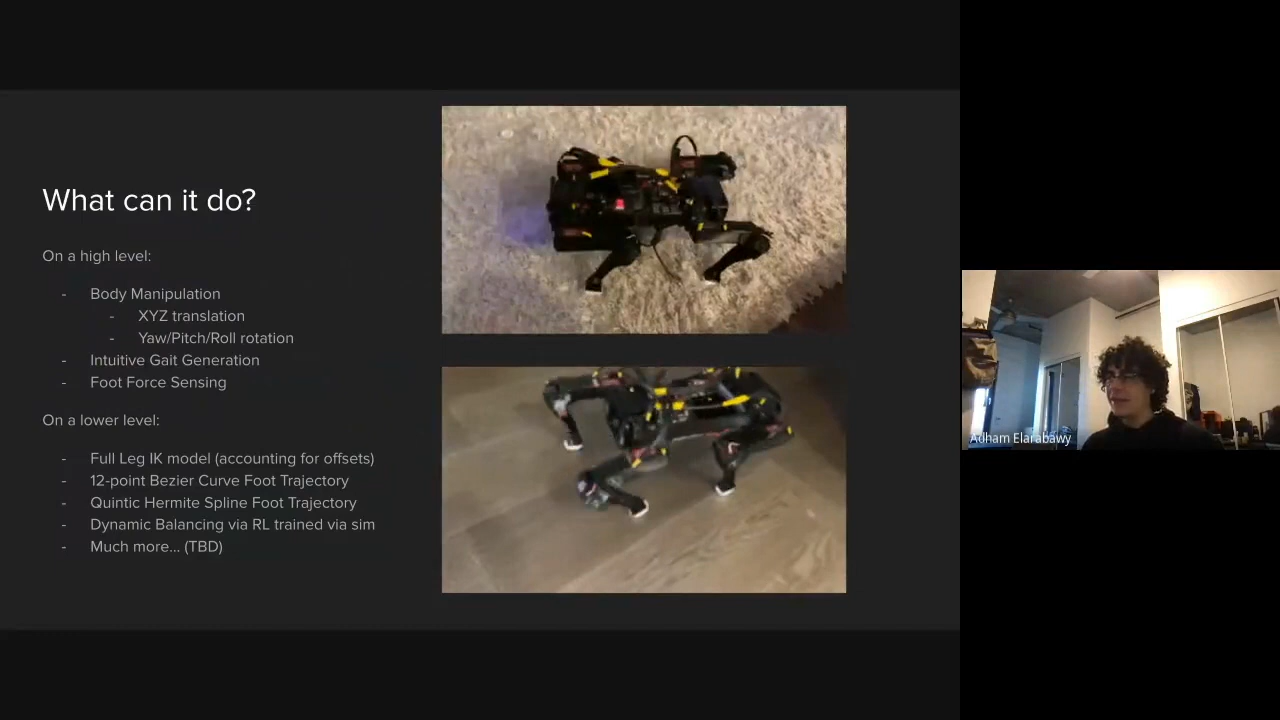 What can it do?
On a high level:
- Body Manipulation
- XYZ translation
- Yaw/Pitch/Roll rotation
- Intuitive Gait Generation
- Foot Force Sensing
On a lower level:
- Full Leg IK model (accounting for offsets)
- 12-point Bezier Curve Foot Trajectory
- Quintic Hermite Spline Foot Trajectory
- Dynamic Balancing via RL trained via sim
- Much more... (TBD)
Adham Elarabawy